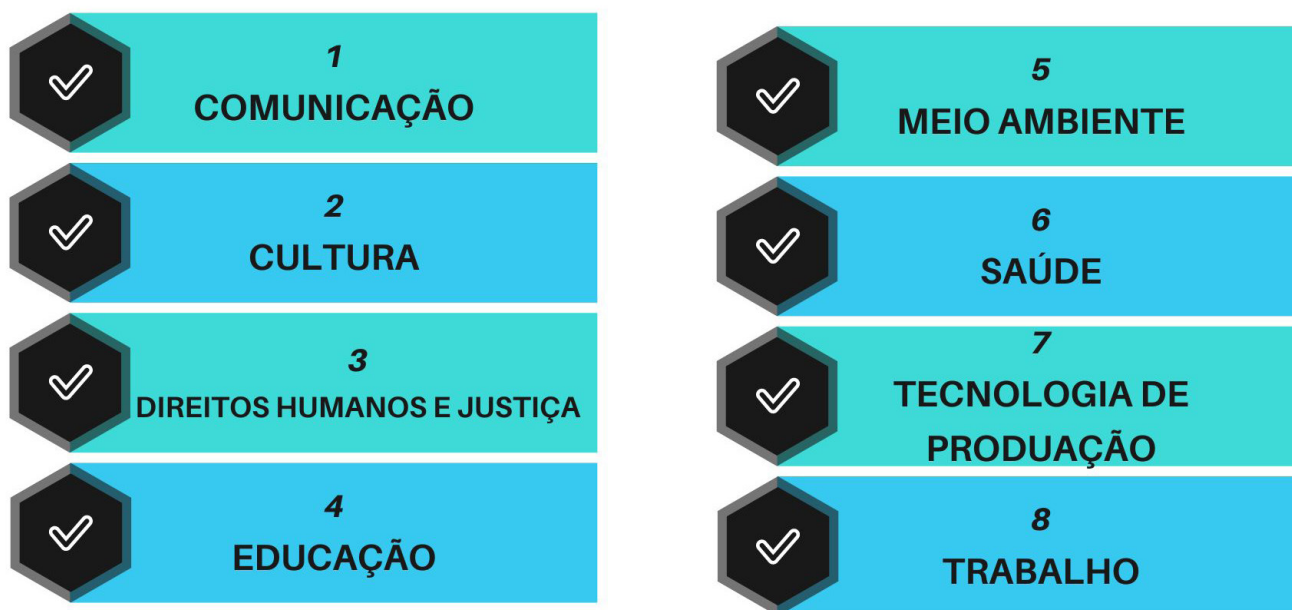 1
COMUNICAÇÃO
2
CULTURA
3
DIREITOS HUMANOS E JUSTIÇA
4
EDUCAÇÃO
5
MEIO AMBIENTE
6
SAÚDE
7
TECNOLOGIA DE
PRODUAÇÃO
8
TRABALHO